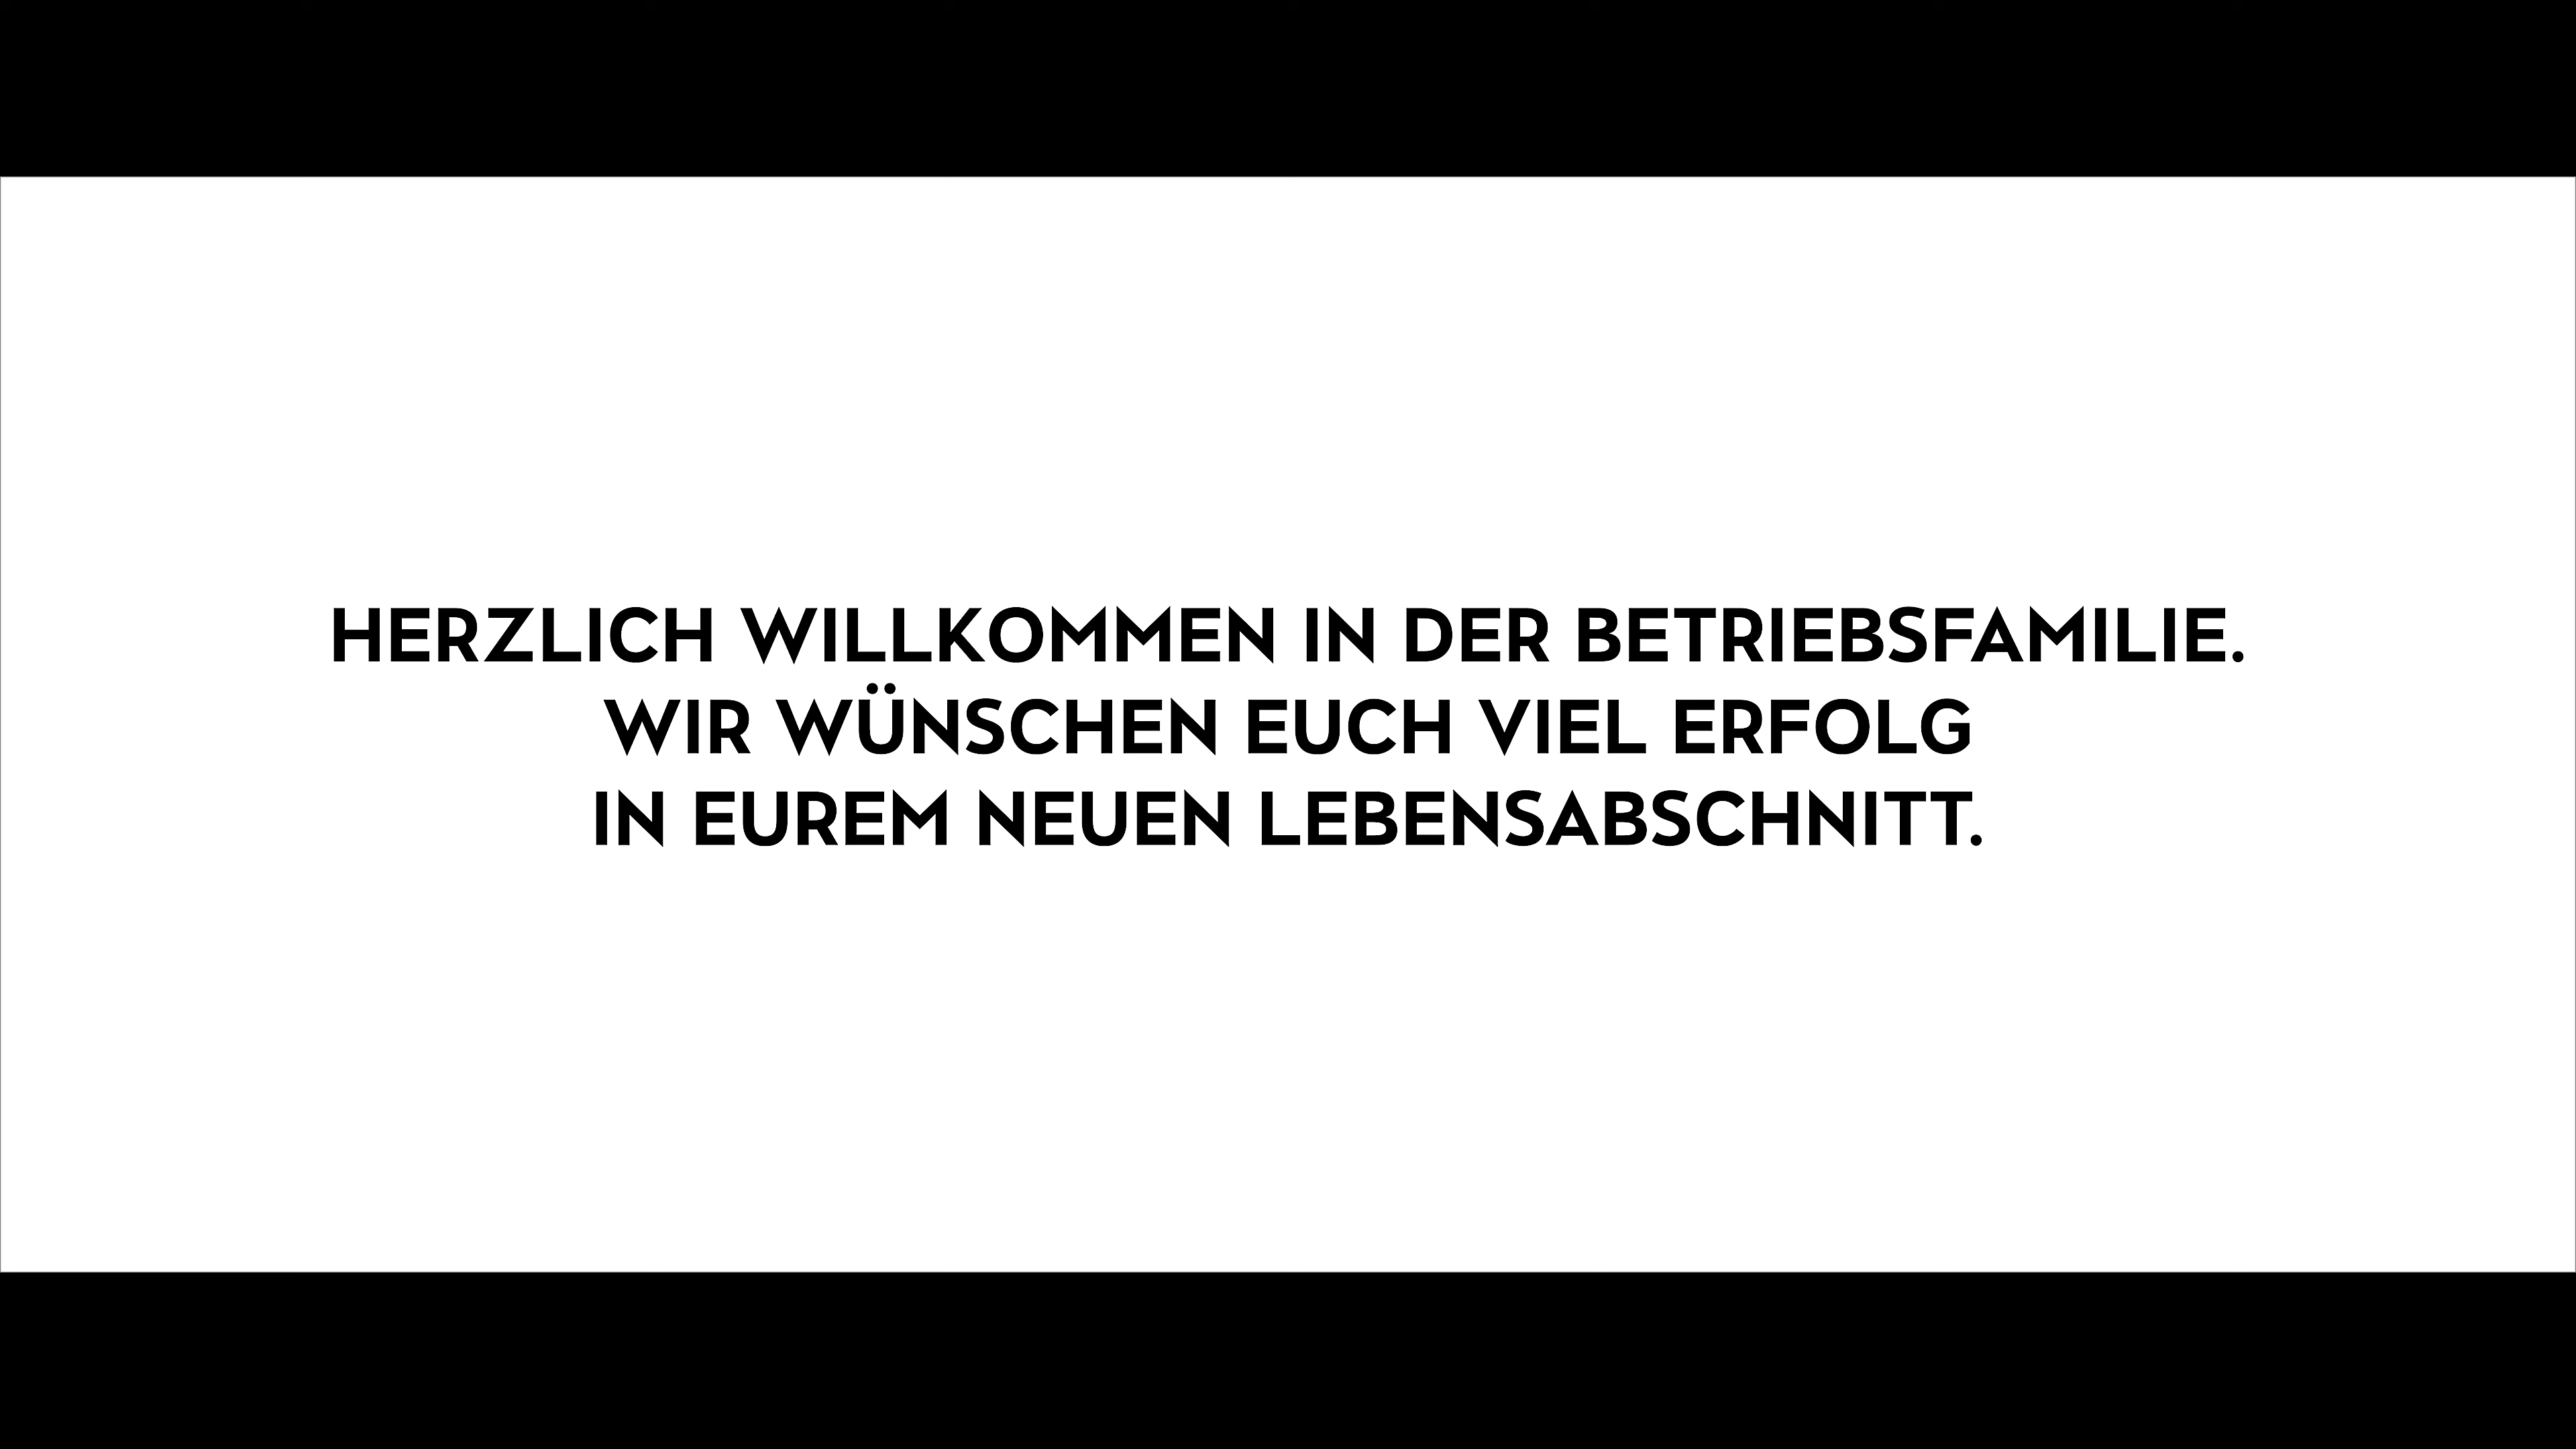 HERZLICH WILLKOMMEN IN DER BETRIEBSFAMILIE.
WIR WÜNSCHEN EUCH VIEL ERFOLG
IN EUREM NEUEN LEBENSABSCHNITT.